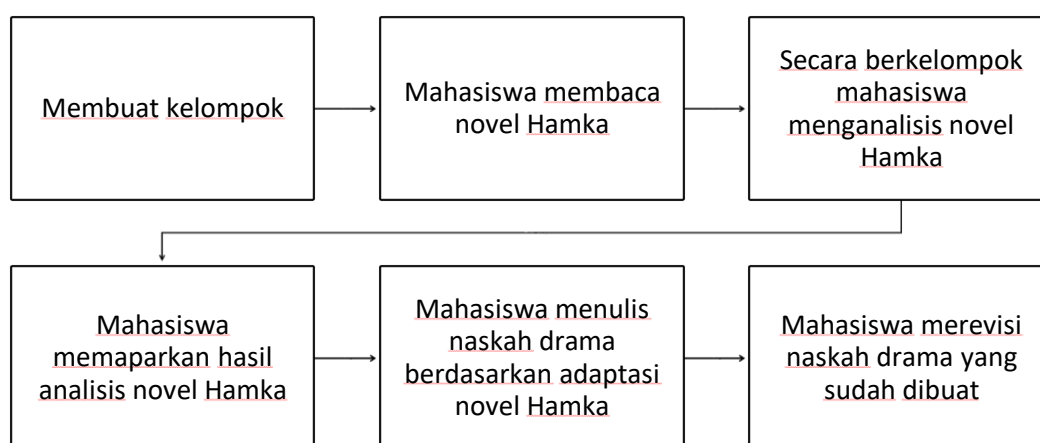 Membuat kelompok
Mahasiswa membaca
novel Hamka
Secara berkelompok
mahasiswa
menganalisis novel
Hamka
Mahasiswa
memaparkan hasil
analisis novel Hamka
Mahasiswa menulis
naskah drama
berdasarkan adaptasi
novel Hamka
Mahasiswa merevisi
naskah drama yang
sudah dibuat